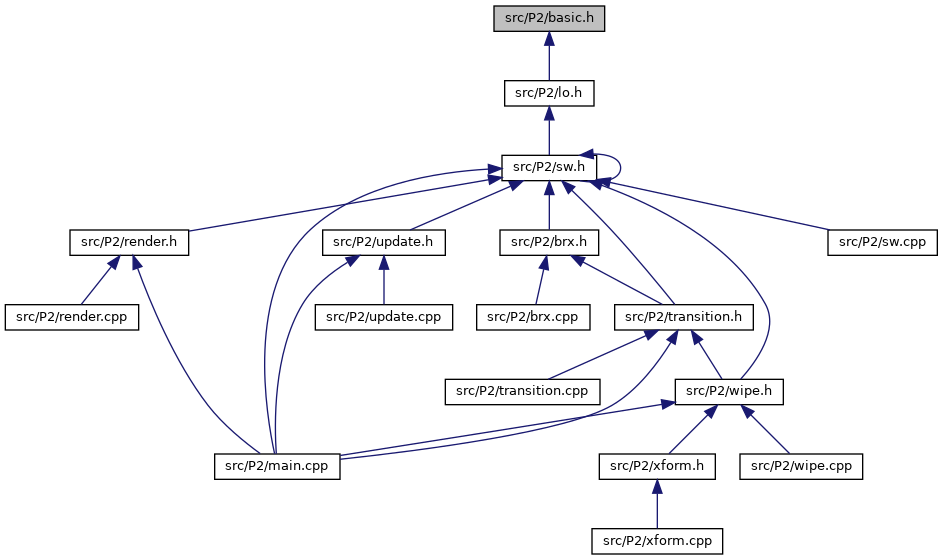 src/P2/basic.h
src/P2/lo.h
src/P2/sw.h
src/P2/render.h
src/P2/update.h
src/P2/brx.h
src/P2/sw.cpp
src/P2/render.cpp
src/P2/update.cpp
src/P2/brx.cpp
src/P2/transition.h
src/P2/transition.cpp
src/P2/wipe.h
src/P2/main.cpp
src/P2/xform.h
src/P2/wipe.cpp
src/P2/xform.cpp